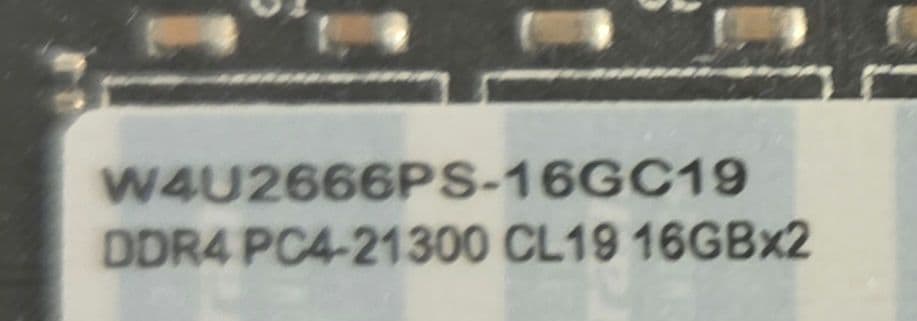 W4U2666PS-16GC19
DDR4 PC4-21300 CL19 16GBx2